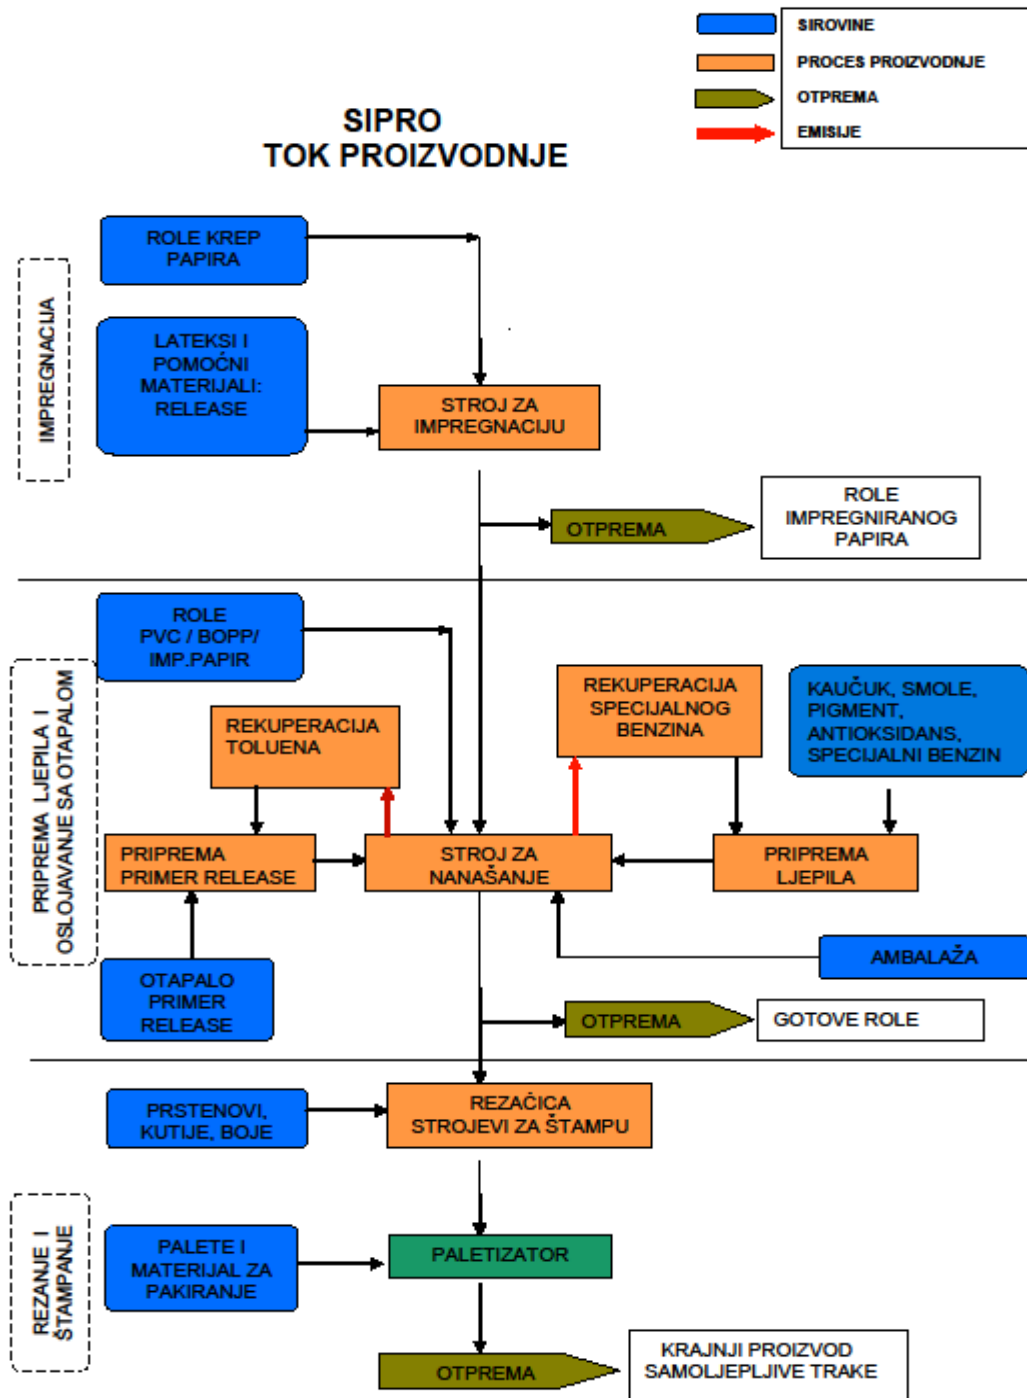 SIROVINE
PROCES PROIZVODNJE
OTPREMA
EMISIJE
SIPRO
TOK PROIZVODNJE
IMPREGNACIJA
ROLE KREP
PAPIRA
LATEKSI I
POMOĆNI
MATERIJALI:
RELEASE
STROJ ZA
IMPREGNACIJU
OTPREMA
ROLE
IMPREGNIRANOG
PAPIRA
PRIPREMA LJEPILA I
OSLOJAVANJE SA OTAPALOM
ROLE
PVC / BOPP/
IMP.PAPIR
REKUPERACIJA
TOLUENA
REKUPERACIJA
SPECIJALNOG
BENZINA
KAUČUK, SMOLE,
PIGMENT,
ANTIOKSIDANS,
SPECIJALNI BENZIN
PRIPREMA
PRIMER RELEASE
STROJ ZA
NANAŠANJE
PRIPREMA
LJEPILA
OTAPALO
PRIMER
RELEASE
AMBALAŽA
OTPREMA
GOTOVE ROLE
REZANJE I
ŠTAMPANJE
PRSTENOVI,
KUTIJE, BOJE
REZAĆICA
STROJEVI ZA ŠTAMPU
PALETE I
MATERIJAL ZA
PAKIRANJE
PALETIZATOR
OTPREMA
KRAJNJI PROIZVOD
SAMOLJEPLJIVE TRAKE